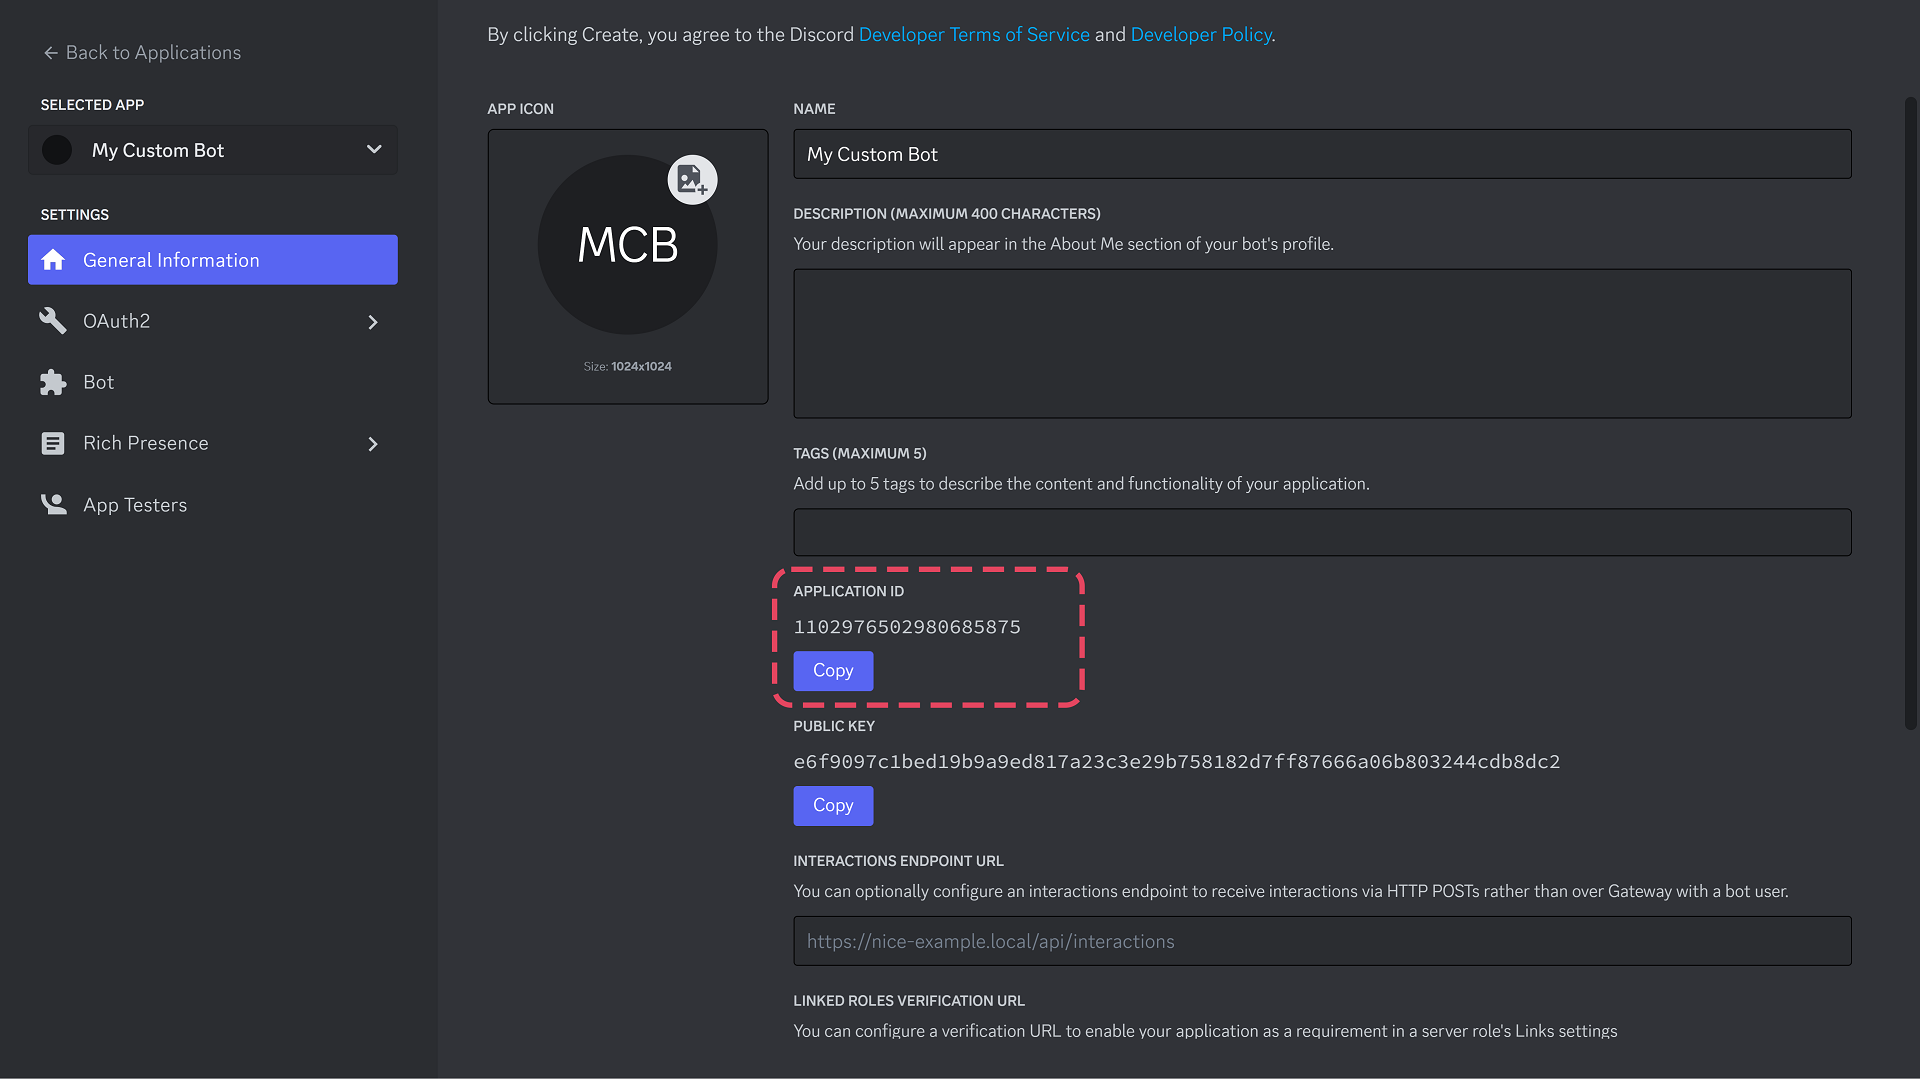 ← Back to Applications
SELECTED APP
My Custom Bot
SETTINGS
General Information
OAuth2
Bot
Rich Presence
App Testers
By clicking Create, you agree to the Discord Developer Terms of Service and Developer Policy.
APP ICON
MCB
Size: 1024x1024
NAME
My Custom Bot
DESCRIPTION (MAXIMUM 400 CHARACTERS)
Your description will appear in the About Me section of your bot's profile.
TAGS (MAXIMUM 5)
Add up to 5 tags to describe the content and functionality of your application.
APPLICATION ID
1102976502980685875
Copy
PUBLIC KEY
e6f9097c1bed19b9a9ed817a23c3e29b758182d7ff87666a06b803244cdb8dc2
Copy
INTERACTIONS ENDPOINT URL
You can optionally configure an interactions endpoint to receive interactions via HTTP POSTs rather than over Gateway with a bot user.
https://nice-example.local/api/interactions
LINKED ROLES VERIFICATION URL
You can configure a verification URL to enable your application as a requirement in a server role's Links settings